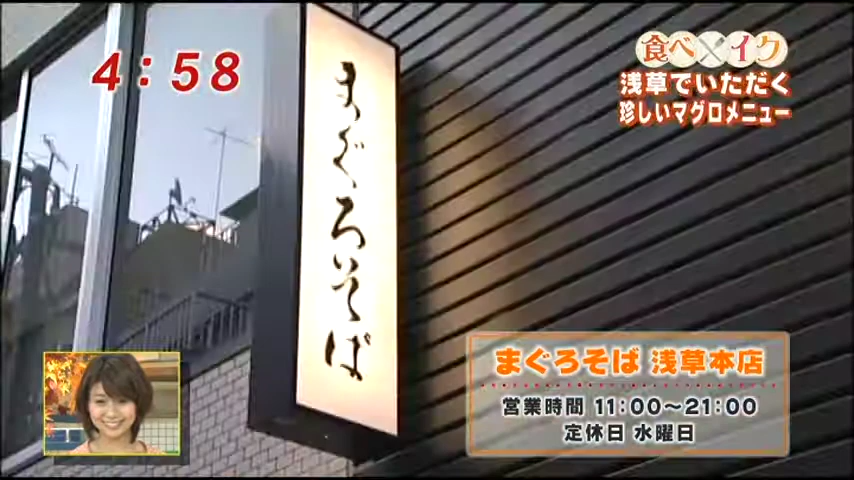 4:58
食べ×イク
浅草でいただく
珍しいマグロメニュー
まぐろそば
まぐろそば 浅草本店
営業時間 11:00～21:00
定休日 水曜日